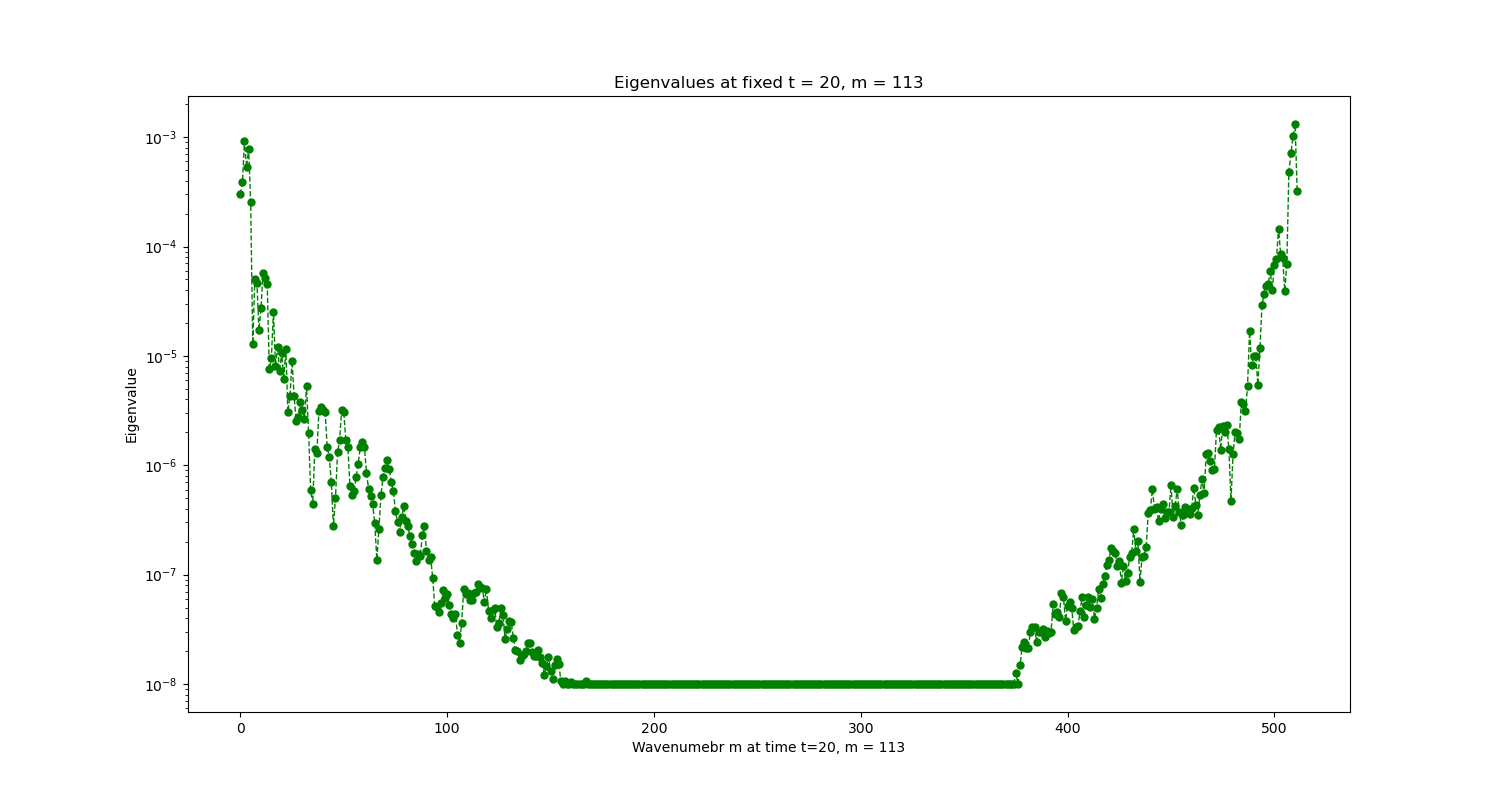 Eigenvalues at fixed t = 20, m = 113
10⁻³
10⁻⁴
10⁻⁵
10⁻⁶
10⁻⁷
10⁻⁸
Eigenvalue
0 100 200 300 400 500
Wavenumebr m at time t=20, m = 113